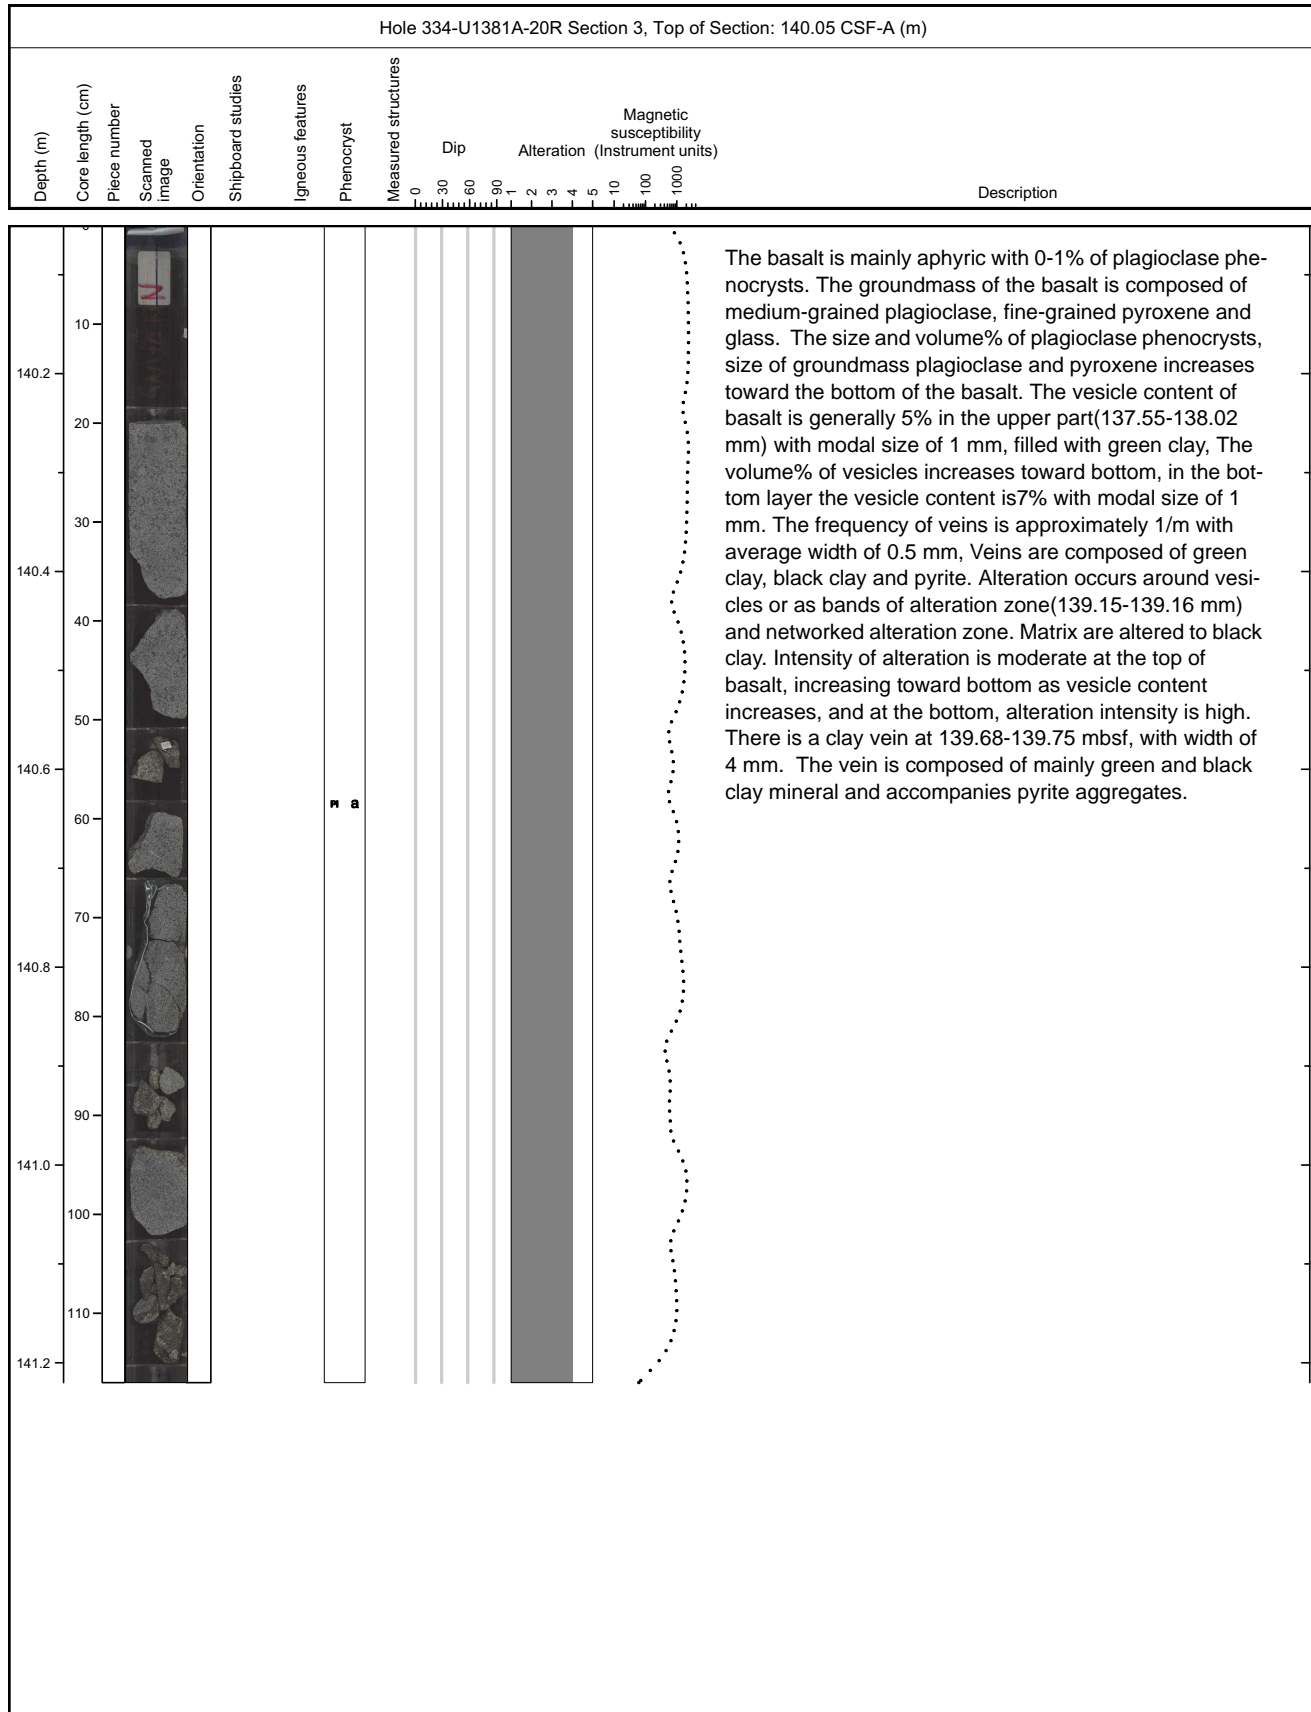 Hole 334-U1381A-20R Section 3, Top of Section: 140.05 CSF-A (m)
Depth (m)
Core length (cm)
Piece number
Scanned
image
Orientation
Shipboard studies
Igneous features
Phenocryst
Measured structures
Dip
0 30 60 90
Alteration
1 2 3 4 5
Magnetic
susceptibility
(Instrument units)
10 100 1000
Description
0
10
140.2
20
30
140.4
40
50
140.6
60
70
140.8
80
90
141.0
100
110
141.2
Pl a
The basalt is mainly aphyric with 0-1% of plagioclase phe-
nocrysts. The groundmass of the basalt is composed of
medium-grained plagioclase, fine-grained pyroxene and
glass. The size and volume% of plagioclase phenocrysts,
size of groundmass plagioclase and pyroxene increases
toward the bottom of the basalt. The vesicle content of
basalt is generally 5% in the upper part(137.55-138.02
mm) with modal size of 1 mm, filled with green clay, The
volume% of vesicles increases toward bottom, in the bot-
tom layer the vesicle content is7% with modal size of 1
mm. The frequency of veins is approximately 1/m with
average width of 0.5 mm, Veins are composed of green
clay, black clay and pyrite. Alteration occurs around vesi-
cles or as bands of alteration zone(139.15-139.16 mm)
and networked alteration zone. Matrix are altered to black
clay. Intensity of alteration is moderate at the top of
basalt, increasing toward bottom as vesicle content
increases, and at the bottom, alteration intensity is high.
There is a clay vein at 139.68-139.75 mbsf, with width of
4 mm.  The vein is composed of mainly green and black
clay mineral and accompanies pyrite aggregates.